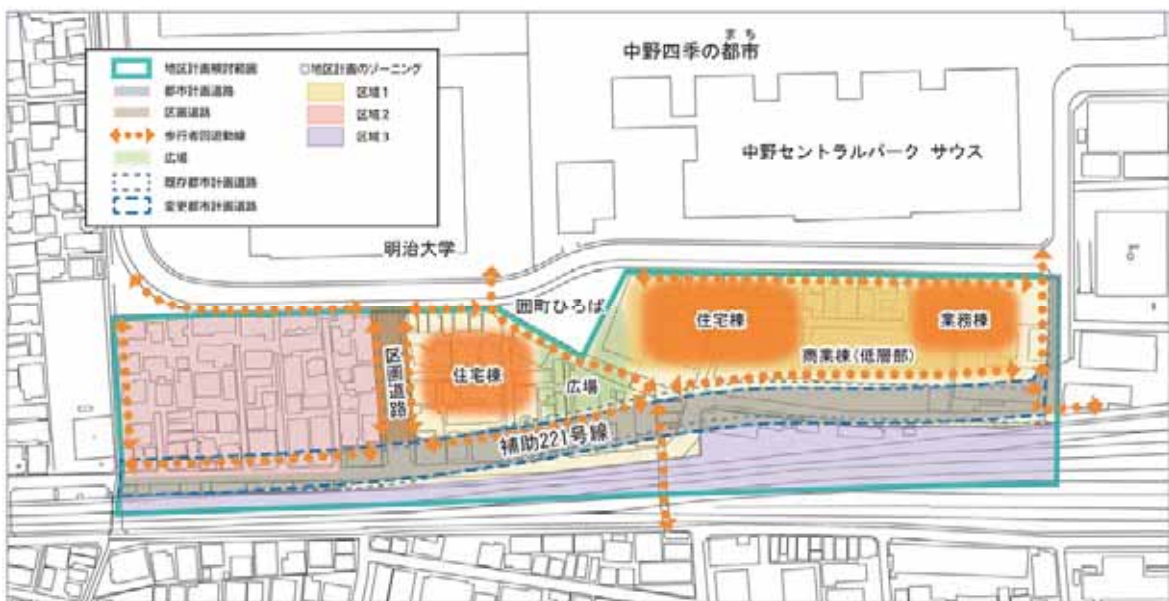 まち
中野四季の都市
地区計画検討範囲
都市計画道路
区画道路
歩行者回遊動線
広場
既存都市計画道路
変更都市計画道路
□地区計画のゾーニング
区域1
区域2
区域3
中野セントラルパーク サウス
明治大学
囲町ひろば
住宅棟
業務棟
商業棟(低層部)
区画道路
住宅棟
広場
補助221号線